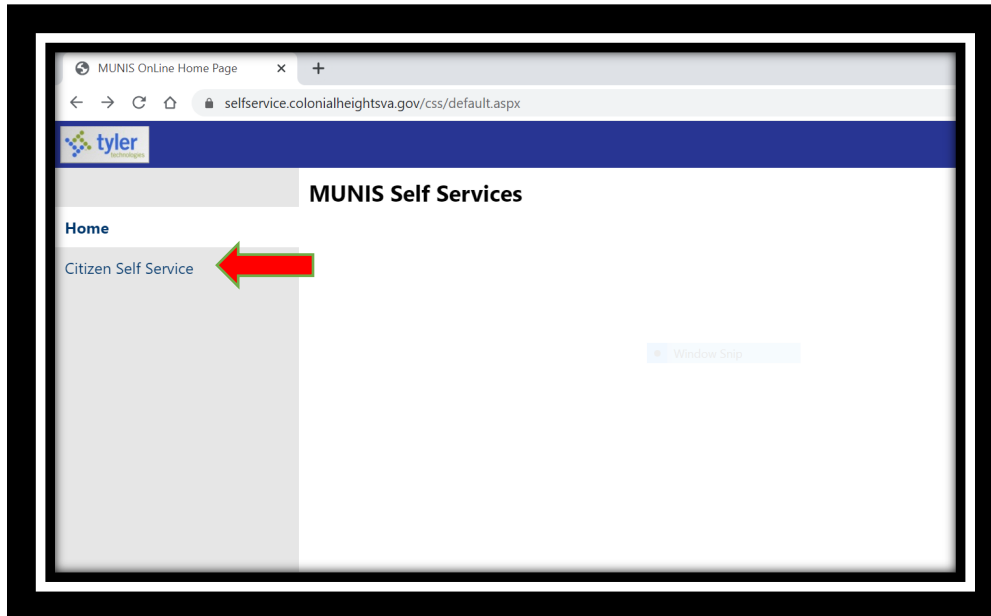 MUNIS OnLine Home Page
selfservice.colonialheightsva.gov/css/default.aspx
tyler
technologies
MUNIS Self Services
Home
Citizen Self Service
Window Snip